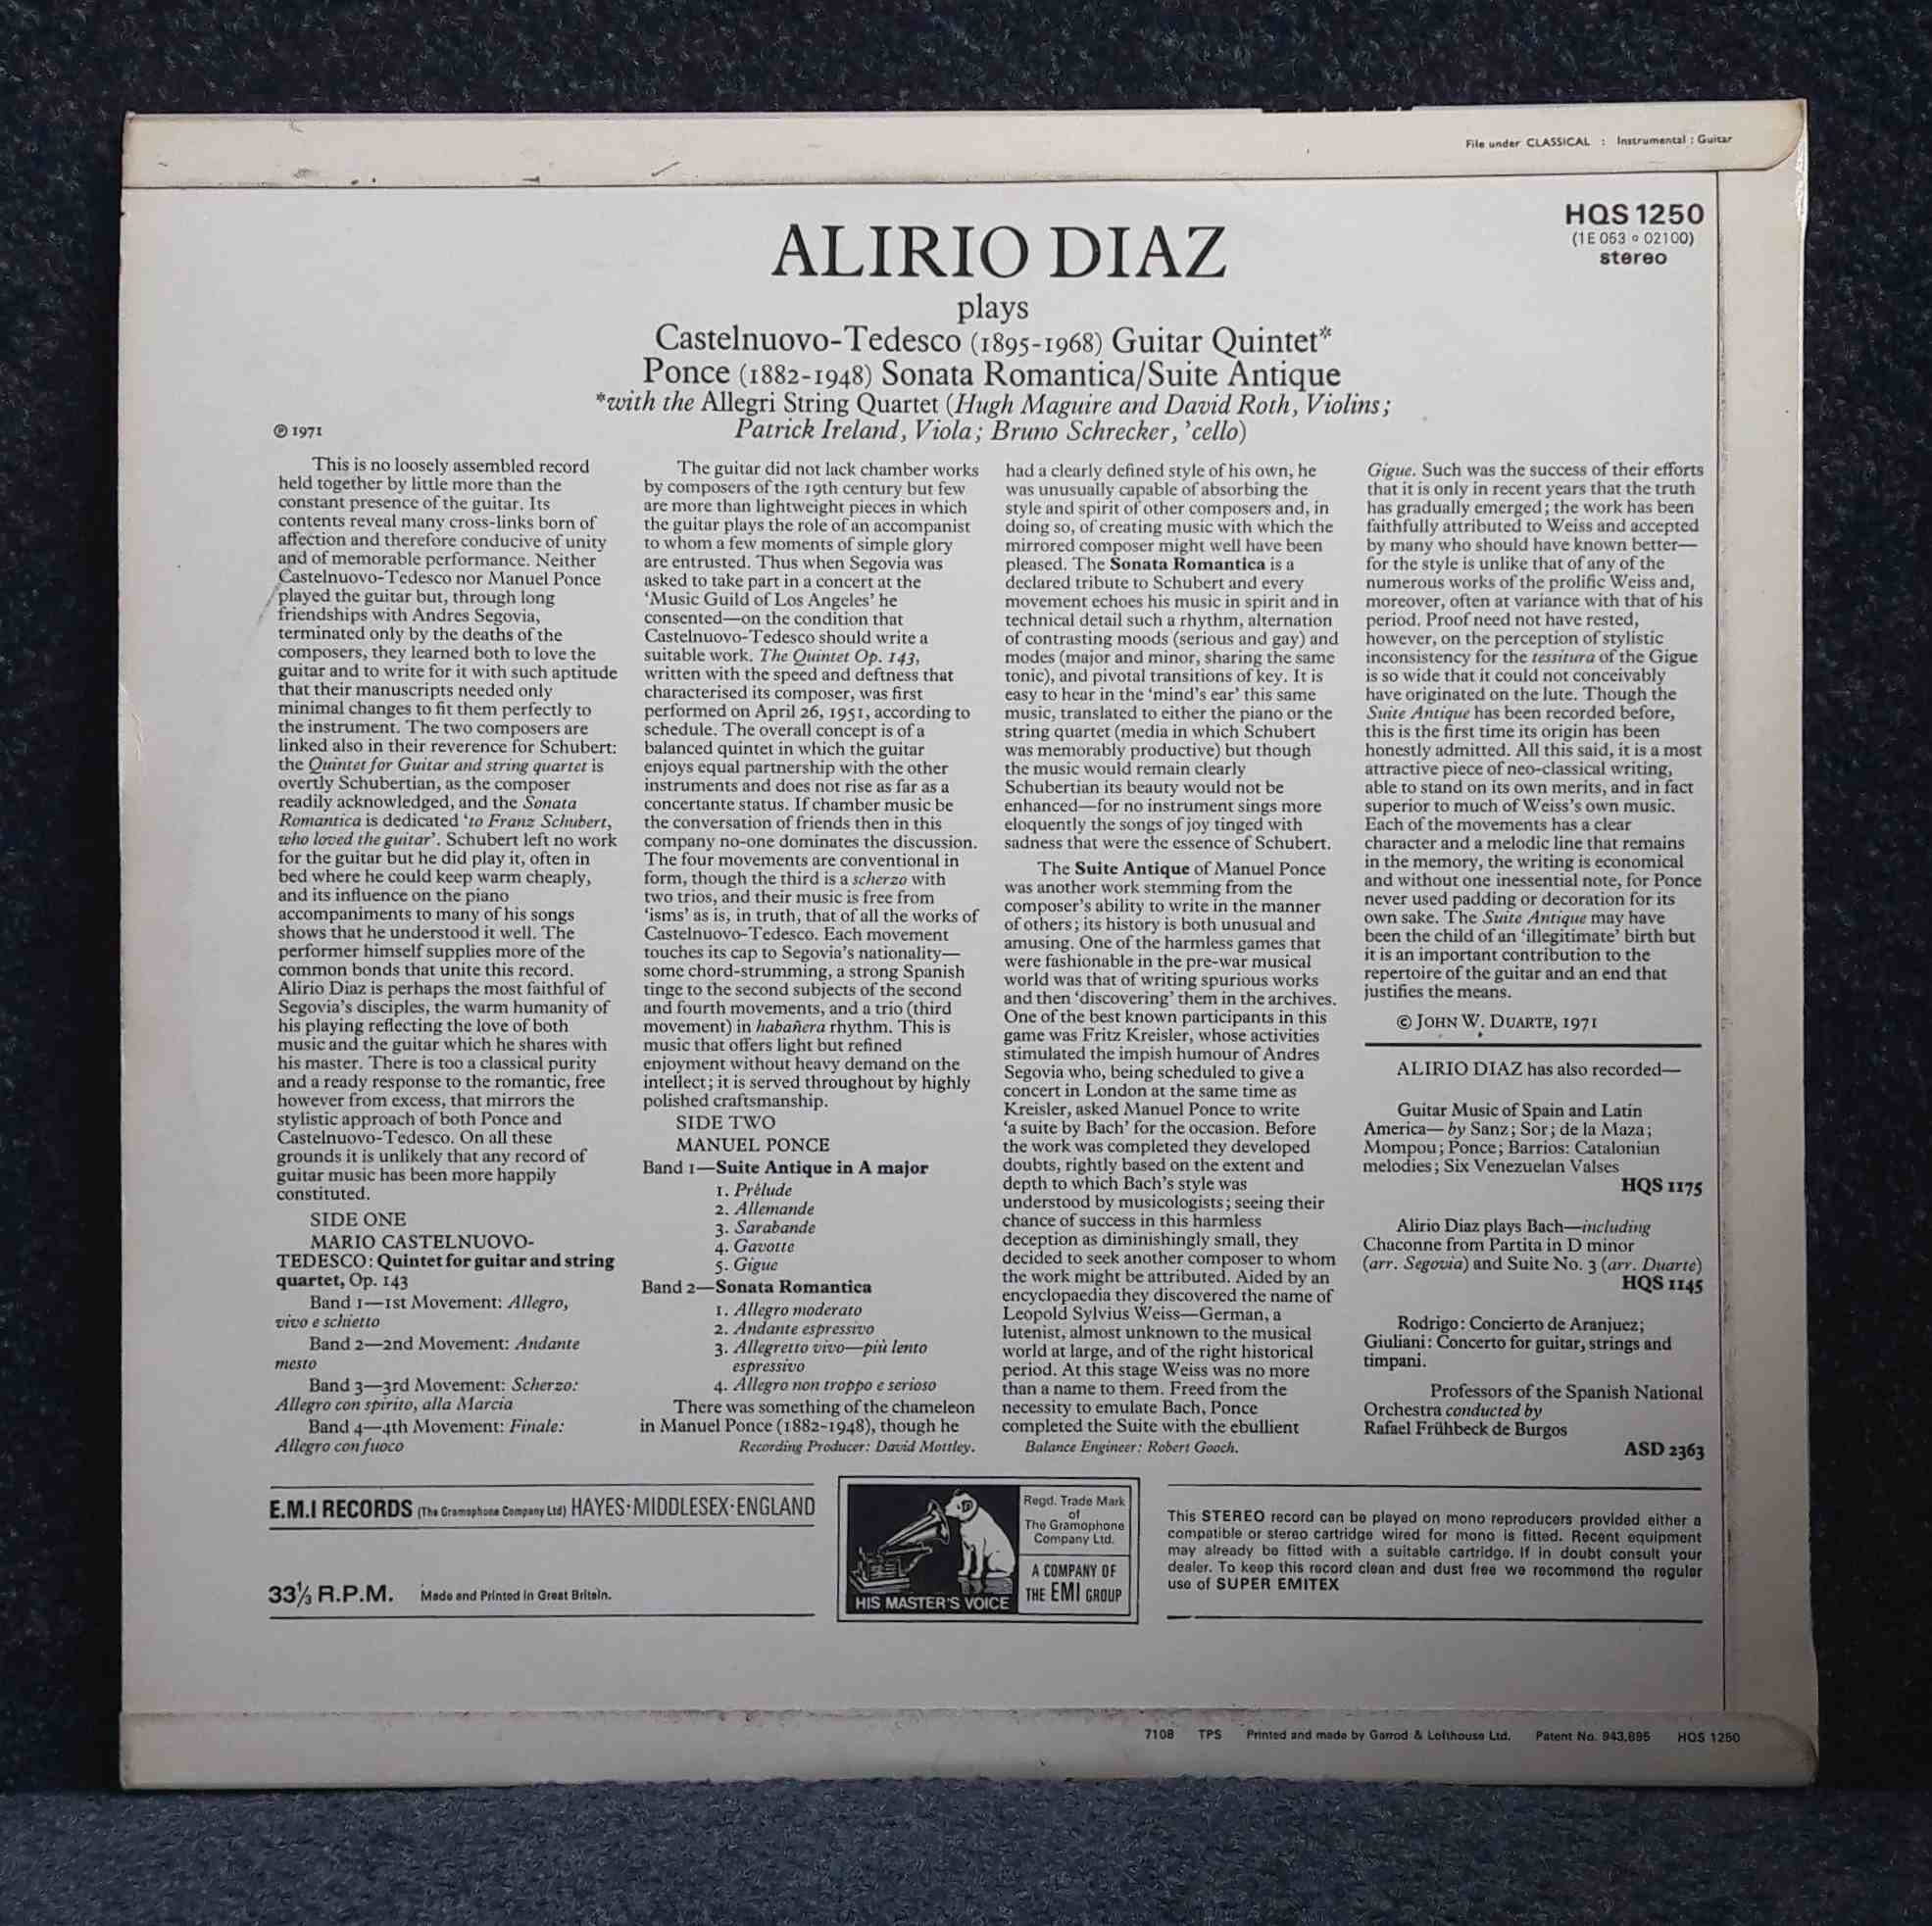 File under CLASSICAL : Instrumental : Guitar
HQS 1250
(1E 053 ○ 02100)
stereo
ALIRIO DIAZ
plays
Castelnuovo-Tedesco (1895-1968) Guitar Quintet*
Ponce (1882-1948) Sonata Romantica/Suite Antique
*with the Allegri String Quartet (Hugh Maguire and David Roth, Violins;
Patrick Ireland, Viola; Bruno Schrecker, 'cello)
℗ 1971
This is no loosely assembled record
held together by little more than the
constant presence of the guitar. Its
contents reveal many cross-links born of
affection and therefore conducive of unity
and of memorable performance. Neither
Castelnuovo-Tedesco nor Manuel Ponce
played the guitar but, through long
friendships with Andres Segovia,
terminated only by the deaths of the
composers, they learned both to love the
guitar and to write for it with such aptitude
that their manuscripts needed only
minimal changes to fit them perfectly to
the instrument. The two composers are
linked also in their reverence for Schubert:
the Quintet for Guitar and string quartet is
overtly Schubertian, as the composer
readily acknowledged, and the Sonata
Romantica is dedicated 'to Franz Schubert,
who loved the guitar'. Schubert left no work
for the guitar but he did play it, often in
bed where he could keep warm cheaply,
and its influence on the piano
accompaniments to many of his songs
shows that he understood it well. The
performer himself supplies more of the
common bonds that unite this record.
Alirio Diaz is perhaps the most faithful of
Segovia's disciples, the warm humanity of
his playing reflecting the love of both
music and the guitar which he shares with
his master. There is too a classical purity
and a ready response to the romantic, free
however from excess, that mirrors the
stylistic approach of both Ponce and
Castelnuovo-Tedesco. On all these
grounds it is unlikely that any record of
guitar music has been more happily
constituted.
SIDE ONE
MARIO CASTELNUOVO-
TEDESCO: Quintet for guitar and string
quartet, Op. 143
Band 1—1st Movement: Allegro,
vivo e schietto
Band 2—2nd Movement: Andante
mesto
Band 3—3rd Movement: Scherzo:
Allegro con spirito, alla Marcia
Band 4—4th Movement: Finale:
Allegro con fuoco
The guitar did not lack chamber works
by composers of the 19th century but few
are more than lightweight pieces in which
the guitar plays the role of an accompanist
to whom a few moments of simple glory
are entrusted. Thus when Segovia was
asked to take part in a concert at the
'Music Guild of Los Angeles' he
consented—on the condition that
Castelnuovo-Tedesco should write a
suitable work. The Quintet Op. 143,
written with the speed and deftness that
characterised its composer, was first
performed on April 26, 1951, according to
schedule. The overall concept is of a
balanced quintet in which the guitar
enjoys equal partnership with the other
instruments and does not rise as far as a
concertante status. If chamber music be
the conversation of friends then in this
company no-one dominates the discussion.
The four movements are conventional in
form, though the third is a scherzo with
two trios, and their music is free from
'isms' as is, in truth, that of all the works of
Castelnuovo-Tedesco. Each movement
touches its cap to Segovia's nationality—
some chord-strumming, a strong Spanish
tinge to the second subjects of the second
and fourth movements, and a trio (third
movement) in habañera rhythm. This is
music that offers light but refined
enjoyment without heavy demand on the
intellect; it is served throughout by highly
polished craftsmanship.
SIDE TWO
MANUEL PONCE
Band 1—Suite Antique in A major
1. Prélude
2. Allemande
3. Sarabande
4. Gavotte
5. Gigue
Band 2—Sonata Romantica
1. Allegro moderato
2. Andante espressivo
3. Allegretto vivo—più lento
espressivo
4. Allegro non troppo e serioso
There was something of the chameleon
in Manuel Ponce (1882-1948), though he
Recording Producer: David Mottley.
had a clearly defined style of his own, he
was unusually capable of absorbing the
style and spirit of other composers and, in
doing so, of creating music with which the
mirrored composer might well have been
pleased. The Sonata Romantica is a
declared tribute to Schubert and every
movement echoes his music in spirit and in
technical detail such a rhythm, alternation
of contrasting moods (serious and gay) and
modes (major and minor, sharing the same
tonic), and pivotal transitions of key. It is
easy to hear in the 'mind's ear' this same
music, translated to either the piano or the
string quartet (media in which Schubert
was memorably productive) but though
the music would remain clearly
Schubertian its beauty would not be
enhanced—for no instrument sings more
eloquently the songs of joy tinged with
sadness that were the essence of Schubert.
The Suite Antique of Manuel Ponce
was another work stemming from the
composer's ability to write in the manner
of others; its history is both unusual and
amusing. One of the harmless games that
were fashionable in the pre-war musical
world was that of writing spurious works
and then 'discovering' them in the archives.
One of the best known participants in this
game was Fritz Kreisler, whose activities
stimulated the impish humour of Andres
Segovia who, being scheduled to give a
concert in London at the same time as
Kreisler, asked Manuel Ponce to write
'a suite by Bach' for the occasion. Before
the work was completed they developed
doubts, rightly based on the extent and
depth to which Bach's style was
understood by musicologists; seeing their
chance of success in this harmless
deception as diminishingly small, they
decided to seek another composer to whom
the work might be attributed. Aided by an
encyclopaedia they discovered the name of
Leopold Sylvius Weiss—German, a
lutenist, almost unknown to the musical
world at large, and of the right historical
period. At this stage Weiss was no more
than a name to them. Freed from the
necessity to emulate Bach, Ponce
completed the Suite with the ebullient
Balance Engineer: Robert Gooch.
Gigue. Such was the success of their efforts
that it is only in recent years that the truth
has gradually emerged; the work has been
faithfully attributed to Weiss and accepted
by many who should have known better—
for the style is unlike that of any of the
numerous works of the prolific Weiss and,
moreover, often at variance with that of his
period. Proof need not have rested,
however, on the perception of stylistic
inconsistency for the tessitura of the Gigue
is so wide that it could not conceivably
have originated on the lute. Though the
Suite Antique has been recorded before,
this is the first time its origin has been
honestly admitted. All this said, it is a most
attractive piece of neo-classical writing,
able to stand on its own merits, and in fact
superior to much of Weiss's own music.
Each of the movements has a clear
character and a melodic line that remains
in the memory, the writing is economical
and without one inessential note, for Ponce
never used padding or decoration for its
own sake. The Suite Antique may have
been the child of an 'illegitimate' birth but
it is an important contribution to the
repertoire of the guitar and an end that
justifies the means.
© JOHN W. DUARTE, 1971
ALIRIO DIAZ has also recorded—
Guitar Music of Spain and Latin
America— by Sanz; Sor; de la Maza;
Mompou; Ponce; Barrios: Catalonian
melodies; Six Venezuelan Valses
HQS 1175
Alirio Diaz plays Bach—including
Chaconne from Partita in D minor
(arr. Segovia) and Suite No. 3 (arr. Duarte)
HQS 1145
Rodrigo: Concierto de Aranjuez;
Giuliani: Concerto for guitar, strings and
timpani.
Professors of the Spanish National
Orchestra conducted by
Rafael Frühbeck de Burgos
ASD 2363
E.M.I RECORDS (The Gramophone Company Ltd) HAYES·MIDDLESEX·ENGLAND
33⅓ R.P.M. Made and Printed in Great Britain.
HIS MASTER'S VOICE
Regd. Trade Mark
of
The Gramophone
Company Ltd.
A COMPANY OF
THE EMI GROUP
This STEREO record can be played on mono reproducers provided either a
compatible or stereo cartridge wired for mono is fitted. Recent equipment
may already be fitted with a suitable cartridge. If in doubt consult your
dealer. To keep this record clean and dust free we recommend the regular
use of SUPER EMITEX
7108 TPS Printed and made by Garrod & Lofthouse Ltd. Patent No. 943,895 HQS 1250